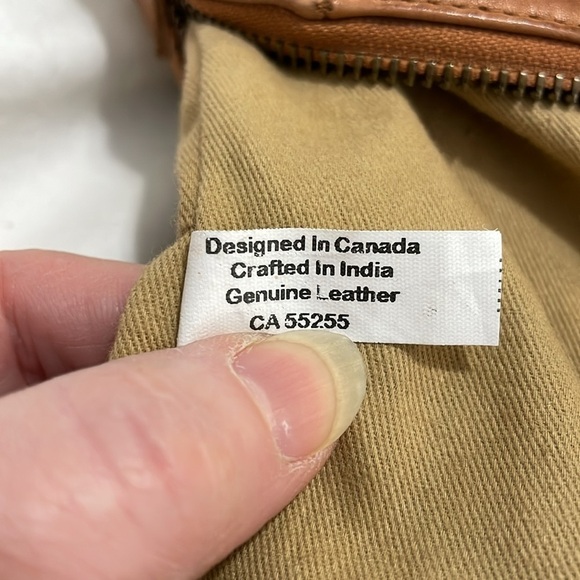 Designed In Canada
Crafted In India
Genuine Leather
CA 55255